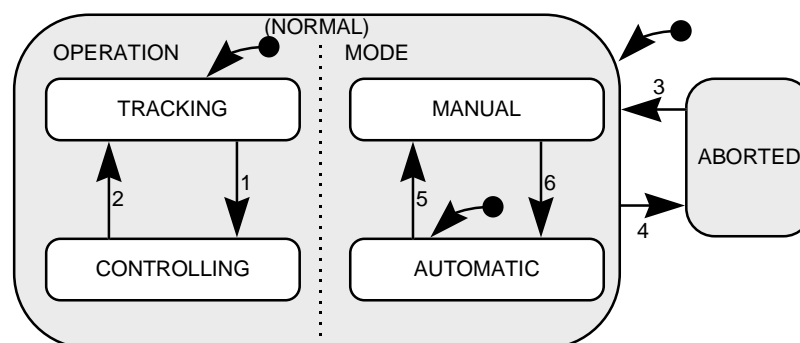 (NORMAL)
OPERATION
MODE
TRACKING
MANUAL
3
ABORTED
2
1
5
6
4
CONTROLLING
AUTOMATIC